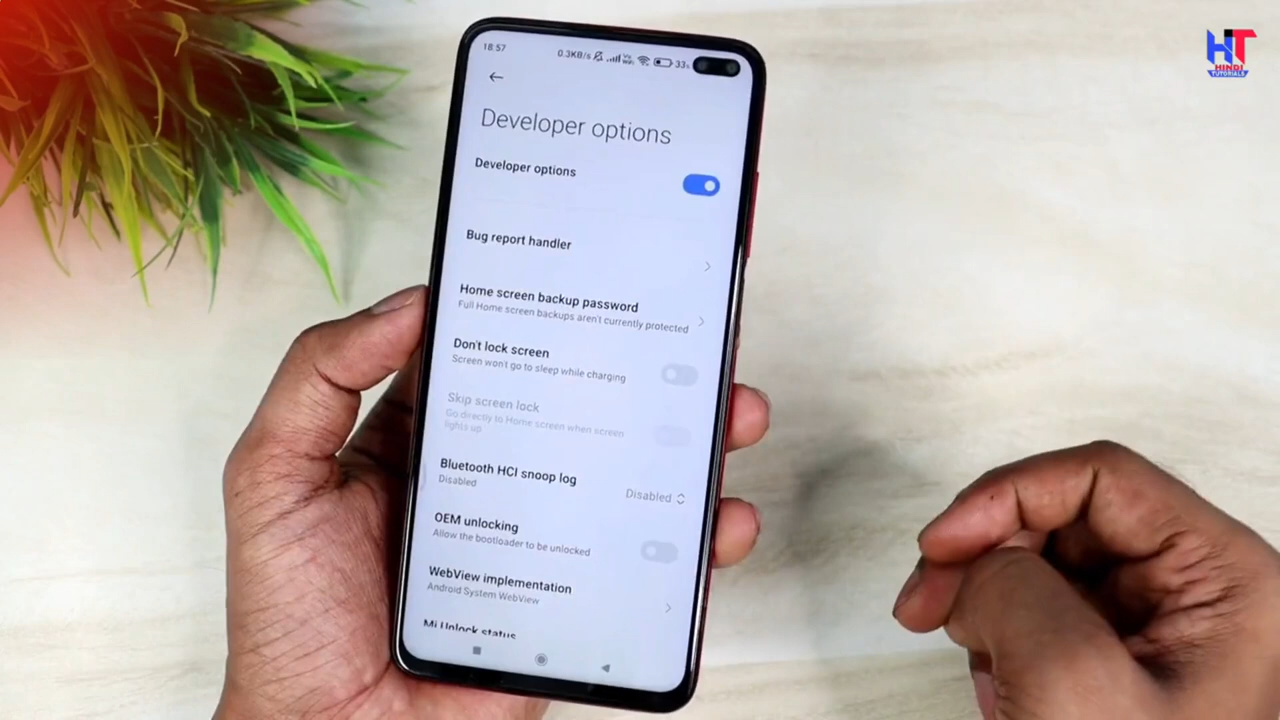 18:57 0.3KB/s Vo WiFi 33%
HT
HINDI
TUTORIALS
Developer options
Developer options
Bug report handler
Home screen backup password
Full Home screen backups aren't currently protected
Don't lock screen
Screen won't go to sleep while charging
Skip screen lock
Go directly to Home screen when screen
lights up
Bluetooth HCI snoop log
Disabled
Disabled
OEM unlocking
Allow the bootloader to be unlocked
WebView implementation
Android System WebView
Mi Unlock status